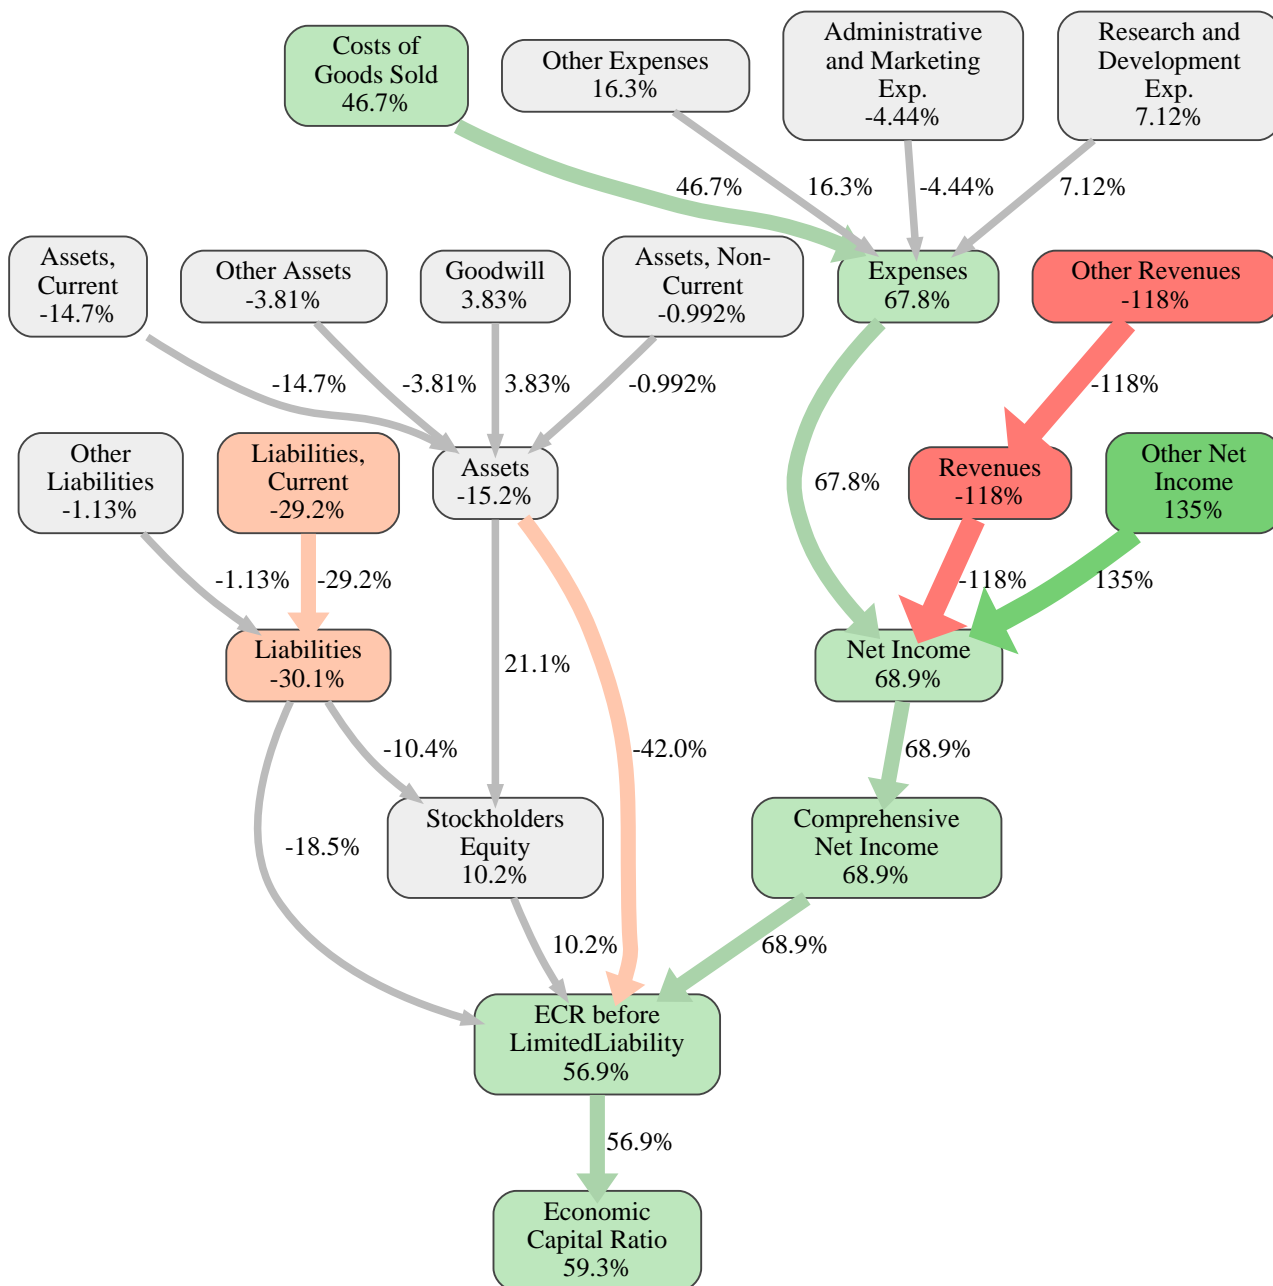 Costs of
Goods Sold
46.7%
Other Expenses
16.3%
Administrative
and Marketing
Exp.
-4.44%
Research and
Development
Exp.
7.12%
46.7%
16.3%
-4.44%
7.12%
Assets,
Current
-14.7%
Other Assets
-3.81%
Goodwill
3.83%
Assets, Non-
Current
-0.992%
Expenses
67.8%
Other Revenues
-118%
-14.7%
-3.81%
3.83%
-0.992%
-118%
Other
Liabilities
-1.13%
Liabilities,
Current
-29.2%
Assets
-15.2%
67.8%
Revenues
-118%
Other Net
Income
135%
-1.13%
-29.2%
-118%
135%
Liabilities
-30.1%
21.1%
Net Income
68.9%
-10.4%
-42.0%
68.9%
-18.5%
Stockholders
Equity
10.2%
Comprehensive
Net Income
68.9%
10.2%
68.9%
ECR before
LimitedLiability
56.9%
56.9%
Economic
Capital Ratio
59.3%